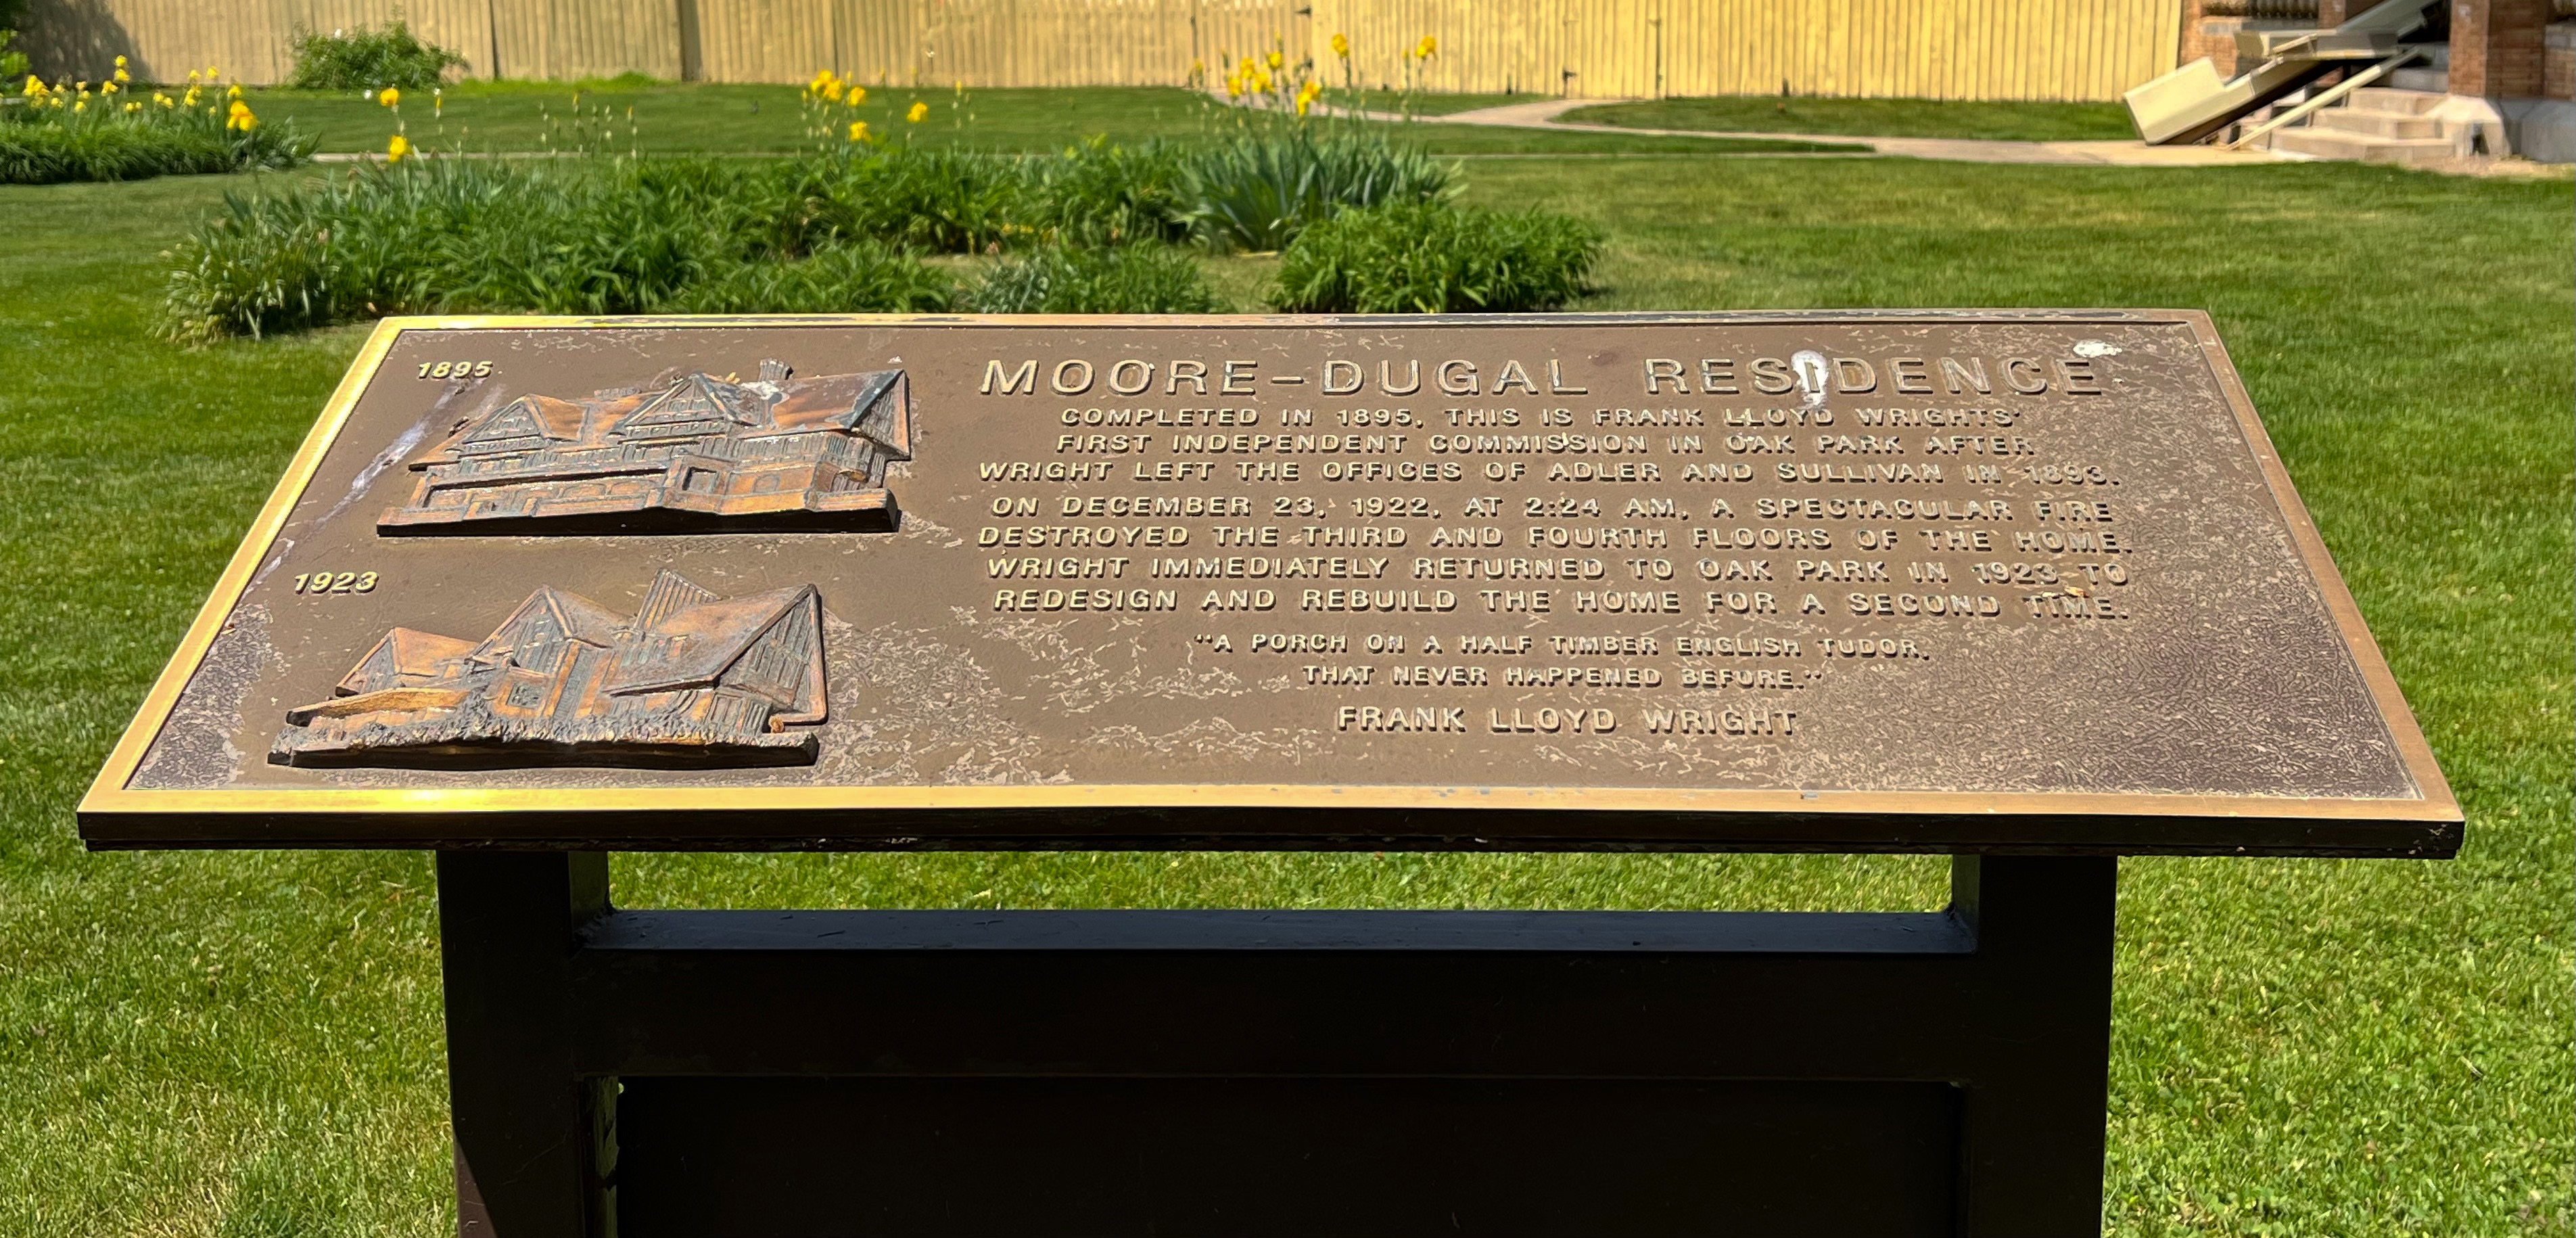 1895
1923
MOORE-DUGAL RESIDENCE
COMPLETED IN 1895, THIS IS FRANK LLOYD WRIGHTS'
FIRST INDEPENDENT COMMISSION IN OAK PARK AFTER
WRIGHT LEFT THE OFFICES OF ADLER AND SULLIVAN IN 1893.
ON DECEMBER 23, 1922, AT 2:24 AM, A SPECTACULAR FIRE
DESTROYED THE THIRD AND FOURTH FLOORS OF THE HOME.
WRIGHT IMMEDIATELY RETURNED TO OAK PARK IN 1923 TO
REDESIGN AND REBUILD THE HOME FOR A SECOND TIME.
"A PORCH ON A HALF TIMBER ENGLISH TUDOR,
THAT NEVER HAPPENED BEFORE."
FRANK LLOYD WRIGHT